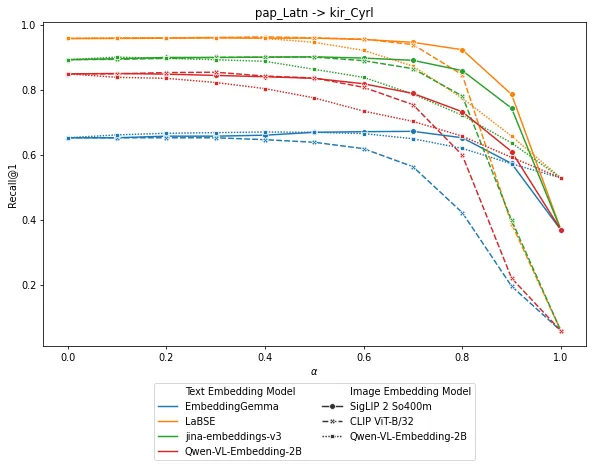 pap_Latn -> kir_Cyrl
Recall@1
1.0
0.8
0.6
0.4
0.2
0.0 0.2 0.4 0.6 0.8 1.0
α
Text Embedding Model
EmbeddingGemma
LaBSE
jina-embeddings-v3
Qwen-VL-Embedding-2B
Image Embedding Model
SigLIP 2 So400m
CLIP ViT-B/32
Qwen-VL-Embedding-2B